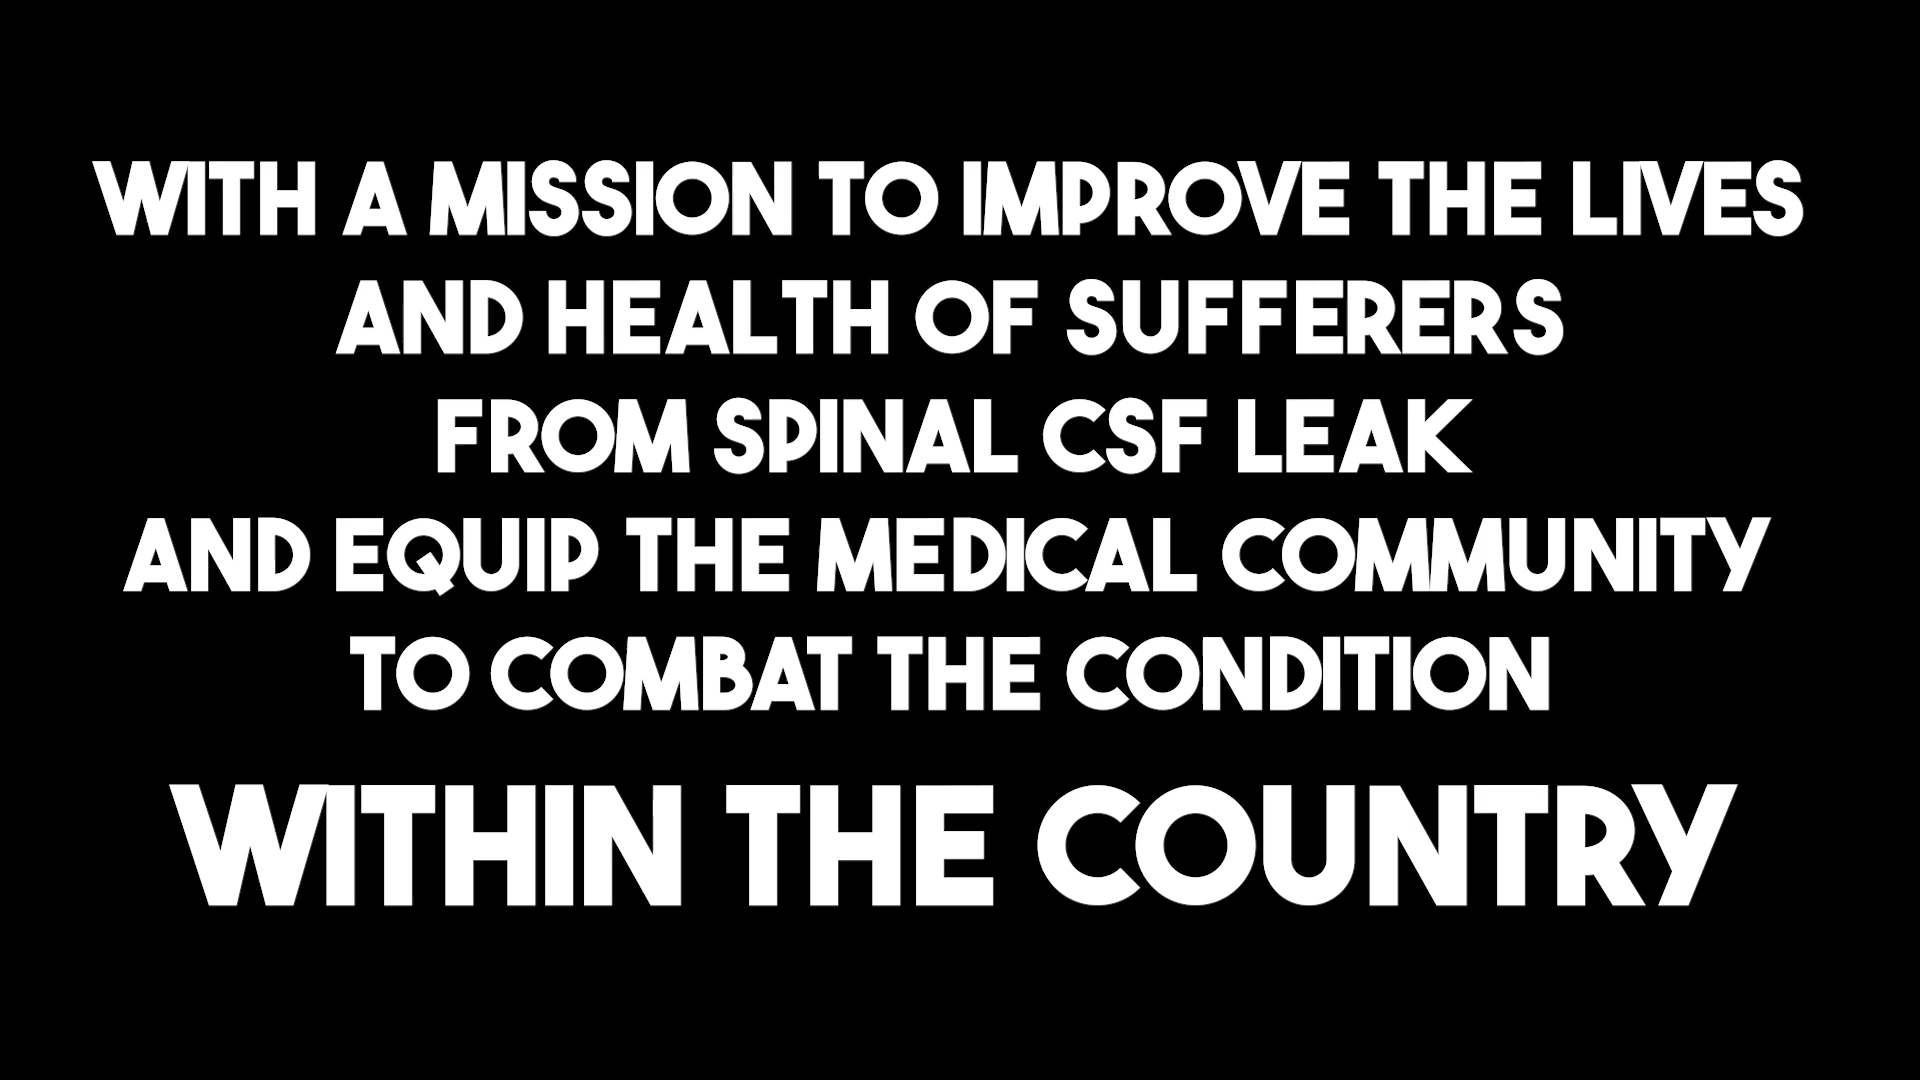 WITH A MISSION TO IMPROVE THE LIVES
AND HEALTH OF SUFFERERS
FROM SPINAL CSF LEAK
AND EQUIP THE MEDICAL COMMUNITY
TO COMBAT THE CONDITION
WITHIN THE COUNTRY